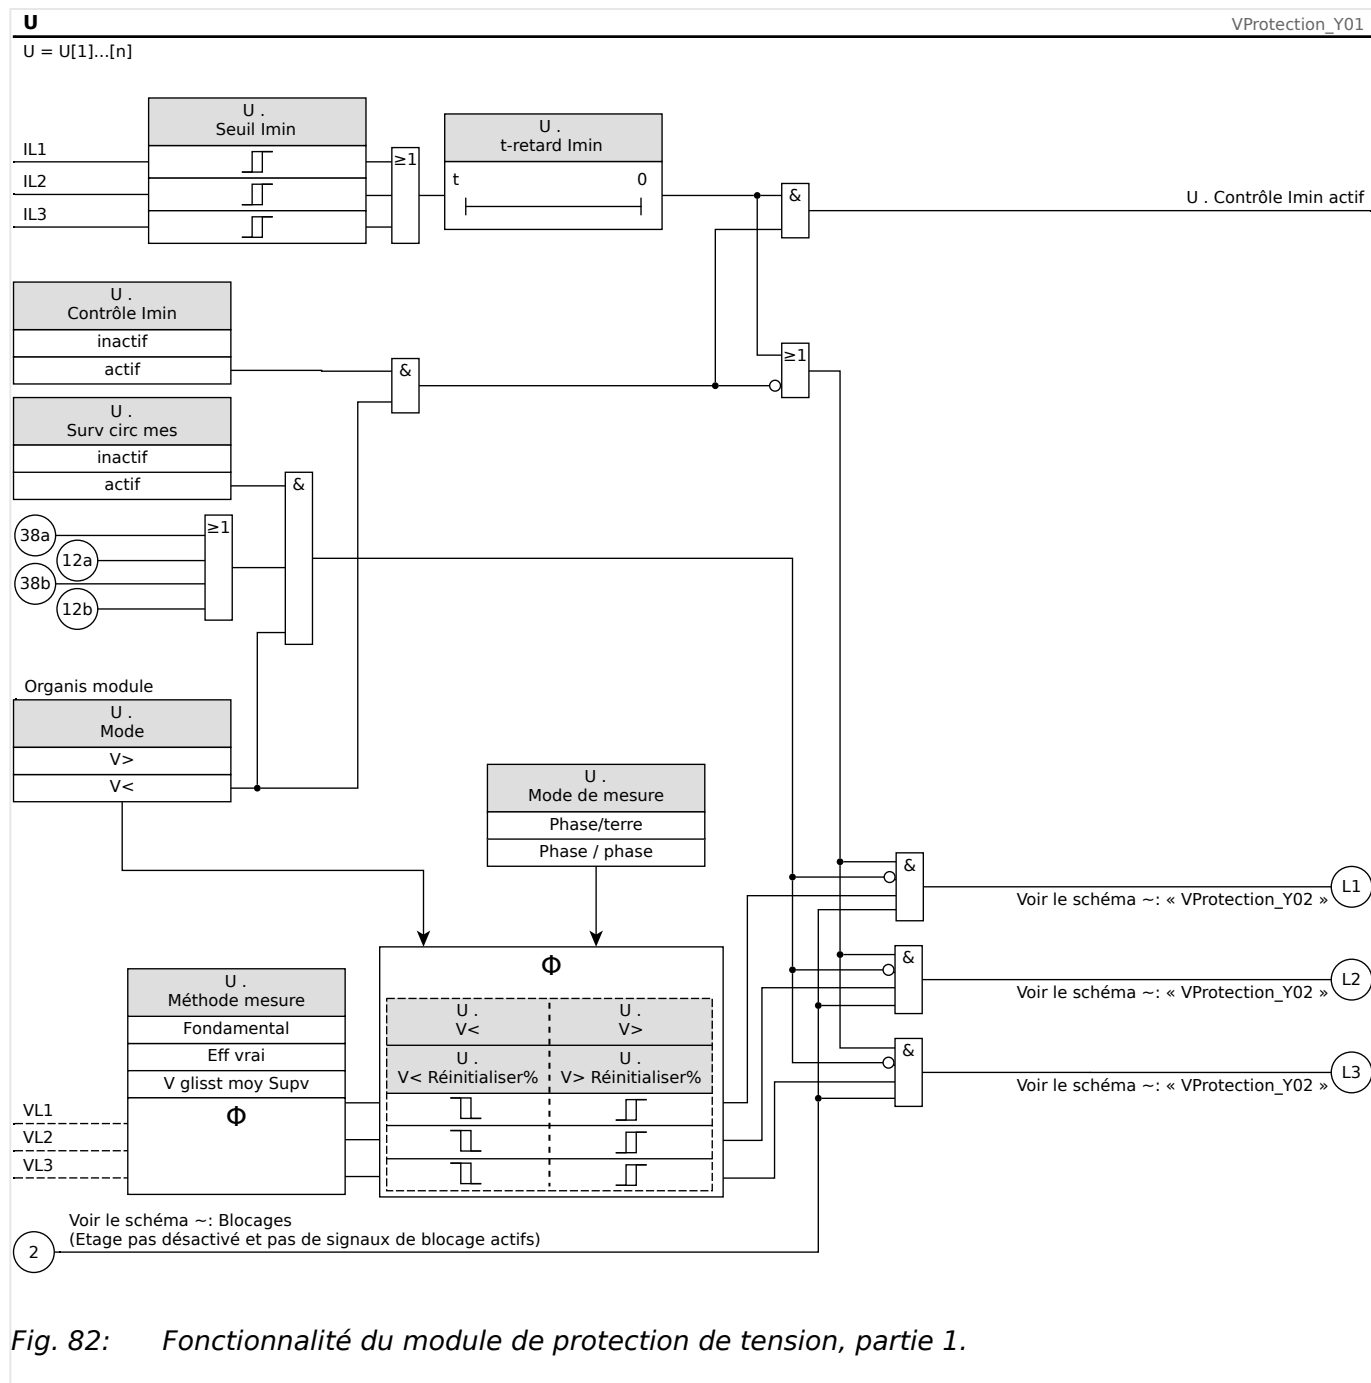 U
VProtection_Y01
U = U[1]...[n]
U .
Seuil Imin
IL1
IL2
IL3
≥1
U .
t-retard Imin
t 0
&
U . Contrôle Imin actif
U .
Contrôle Imin
inactif
actif
&
≥1
U .
Surv circ mes
inactif
actif
&
38a
12a
38b
12b
≥1
Organis module
U .
Mode
V>
V<
U .
Mode de mesure
Phase/terre
Phase / phase
&
L1
Voir le schéma ~: « VProtection_Y02 »
&
L2
Voir le schéma ~: « VProtection_Y02 »
&
L3
Voir le schéma ~: « VProtection_Y02 »
U .
Méthode mesure
Fondamental
Eff vrai
V glisst moy Supv
Φ
VL1
VL2
VL3
Φ
U .
V<
U .
V>
U .
V< Réinitialiser%
U .
V> Réinitialiser%
Voir le schéma ~: Blocages
(Etage pas désactivé et pas de signaux de blocage actifs)
2
Fig. 82: Fonctionnalité du module de protection de tension, partie 1.